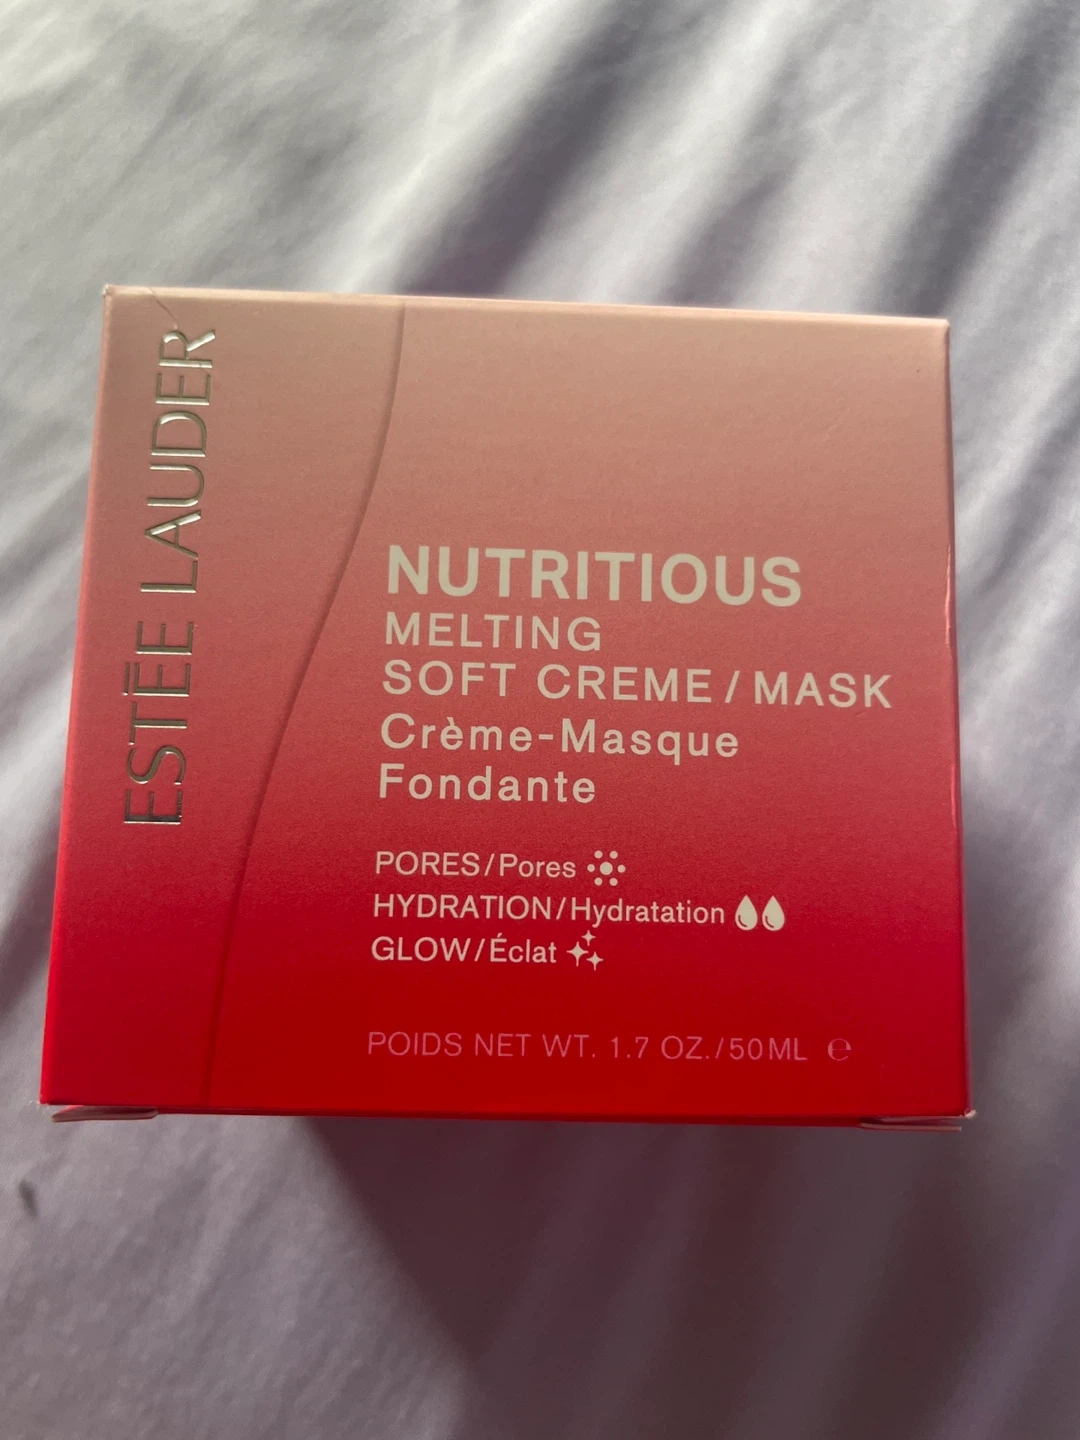 ESTĒE LAUDER
NUTRITIOUS
MELTING
SOFT CREME / MASK
Crème-Masque
Fondante
PORES/Pores
HYDRATION/Hydratation
GLOW/Éclat
POIDS NET WT. 1.7 OZ./50ML ℮